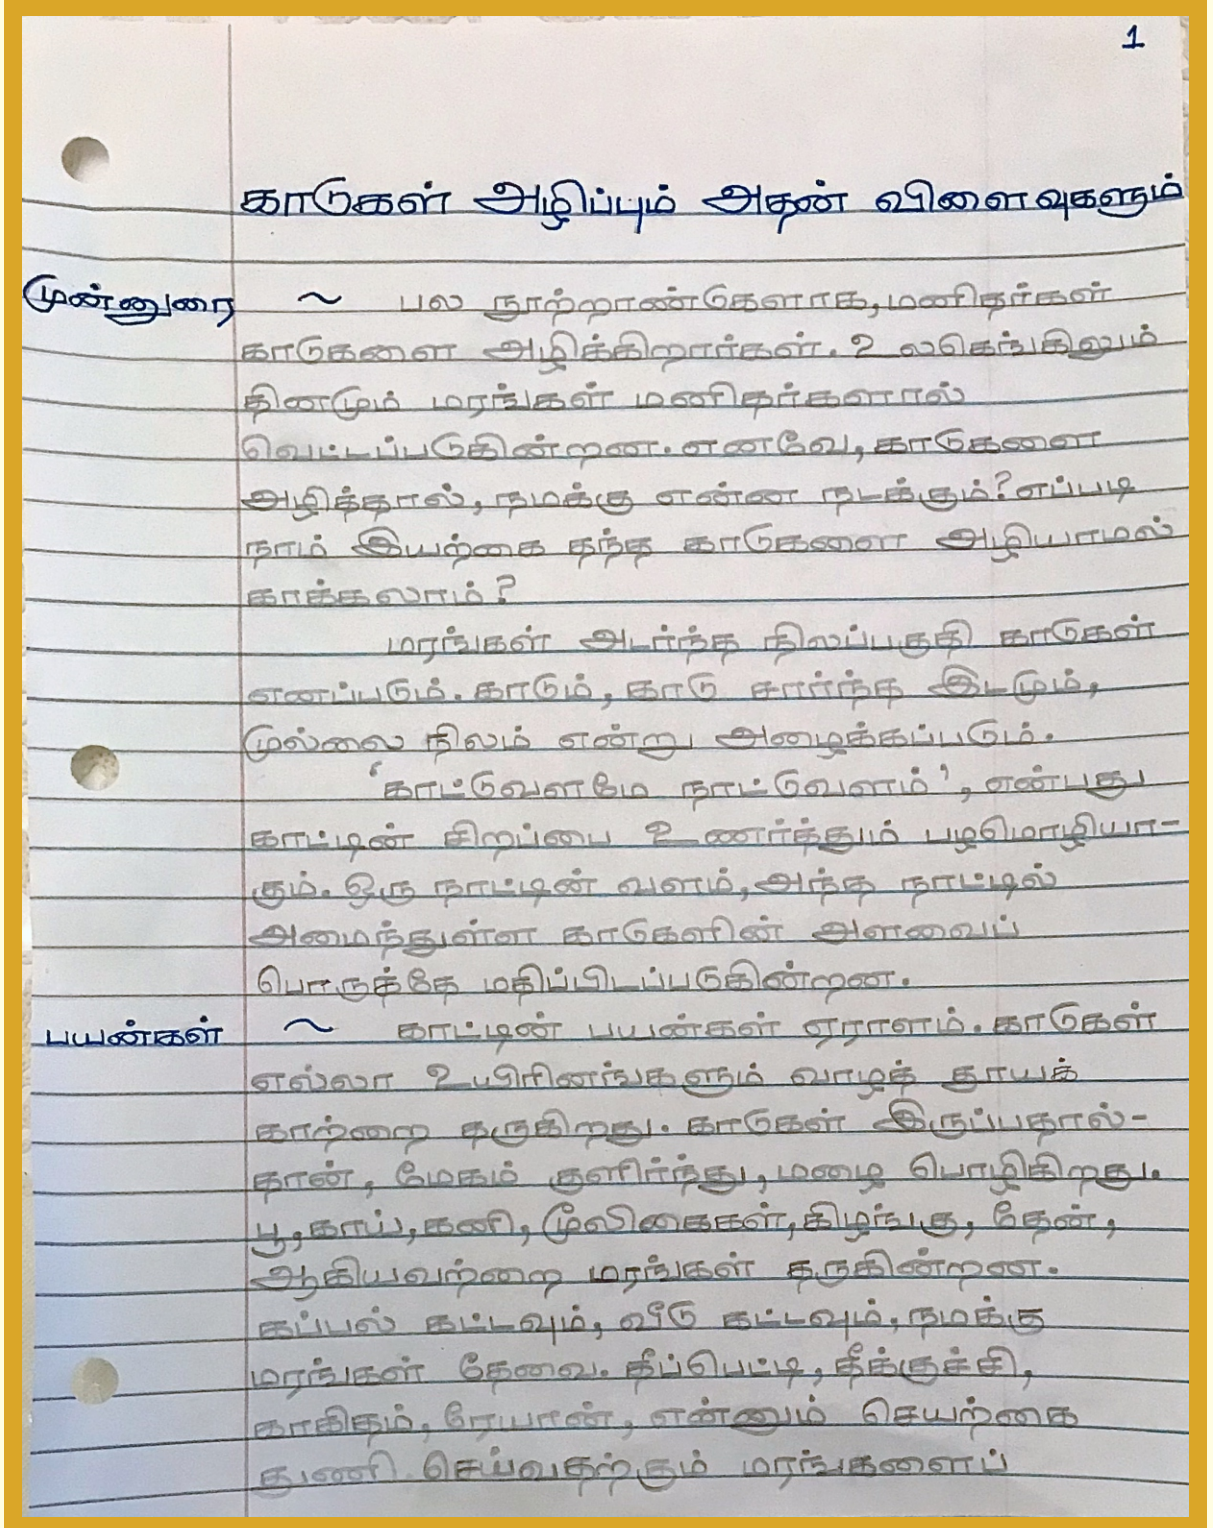 1
காடுகள் அழிப்பும் அதன் விளைவுகளும்
முன்னுரை ~ பல நூற்றாண்டுகளாக, மனிதர்கள்
காடுகளை அழிக்கிறார்கள். உலகெங்கிலும்
தினமும் மரங்கள் மனிதர்களால்
வெட்டப்படுகின்றன. எனவே, காடுகளை
அழித்தால், நமக்கு என்ன நடக்கும்? எப்படி
நாம் இயற்கை தந்த காடுகளை அழியாமல்
காக்கலாம்?
மரங்கள் அடர்ந்த நிலப்பகுதி காடுகள்
எனப்படும். காடும், காடு சார்ந்த இடமும்,
முல்லை நிலம் என்று அழைக்கப்படும்.
'காட்டுவளமே நாட்டுவளம்', என்பது
காட்டின் சிறப்பை உணர்த்தும் பழமொழியா-
கும். ஒரு நாட்டின் வளம், அந்த நாட்டில்
அமைந்துள்ள காடுகளின் அளவைப்
பொருத்தே மதிப்பிடப்படுகின்றன.
பயன்கள் ~ காட்டின் பயன்கள் ஏராளம். காடுகள்
எல்லா உயிரினங்களும் வாழத் தூயக்
காற்றை தருகிறது. காடுகள் இருப்பதால்-
தான், மேகம் குளிர்ந்து, மழை பொழிகிறது.
பூ, காய், கனி, மூலிகைகள், கிழங்கு, தேன்,
ஆகியவற்றை மரங்கள் தருகின்றன.
கப்பல் கட்டவும், வீடு கட்டவும், நமக்கு
மரங்கள் தேவை. தீப்பெட்டி, தீக்குச்சி,
காகிதம், ரேயான், என்னும் செயற்கை
துணி செய்வதற்கும் மரங்களைப்